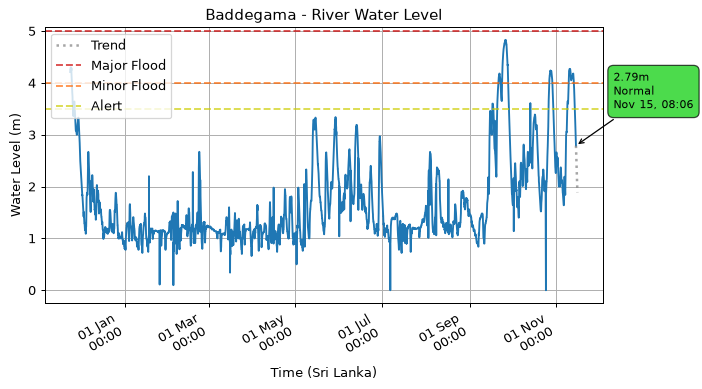 Baddegama - River Water Level
Trend
Major Flood
Minor Flood
Alert
2.79m
Normal
Nov 15, 08:06
Water Level (m)
5
4
3
2
1
0
01 Jan
00:00
01 Mar
00:00
01 May
00:00
01 Jul
00:00
01 Sep
00:00
01 Nov
00:00
Time (Sri Lanka)